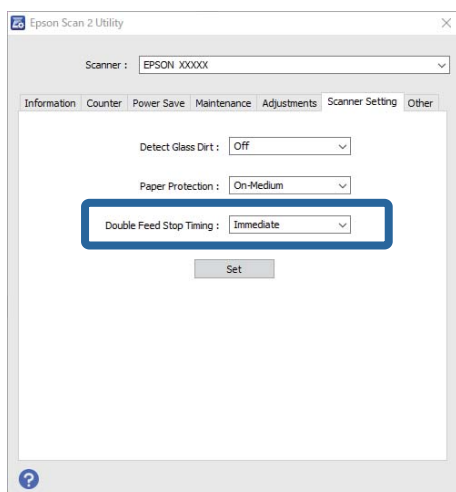 Epson Scan 2 Utility
Scanner : EPSON XXXXX
Information Counter Power Save Maintenance Adjustments Scanner Setting Other
Detect Glass Dirt : Off
Paper Protection : On-Medium
Double Feed Stop Timing : Immediate
Set
?